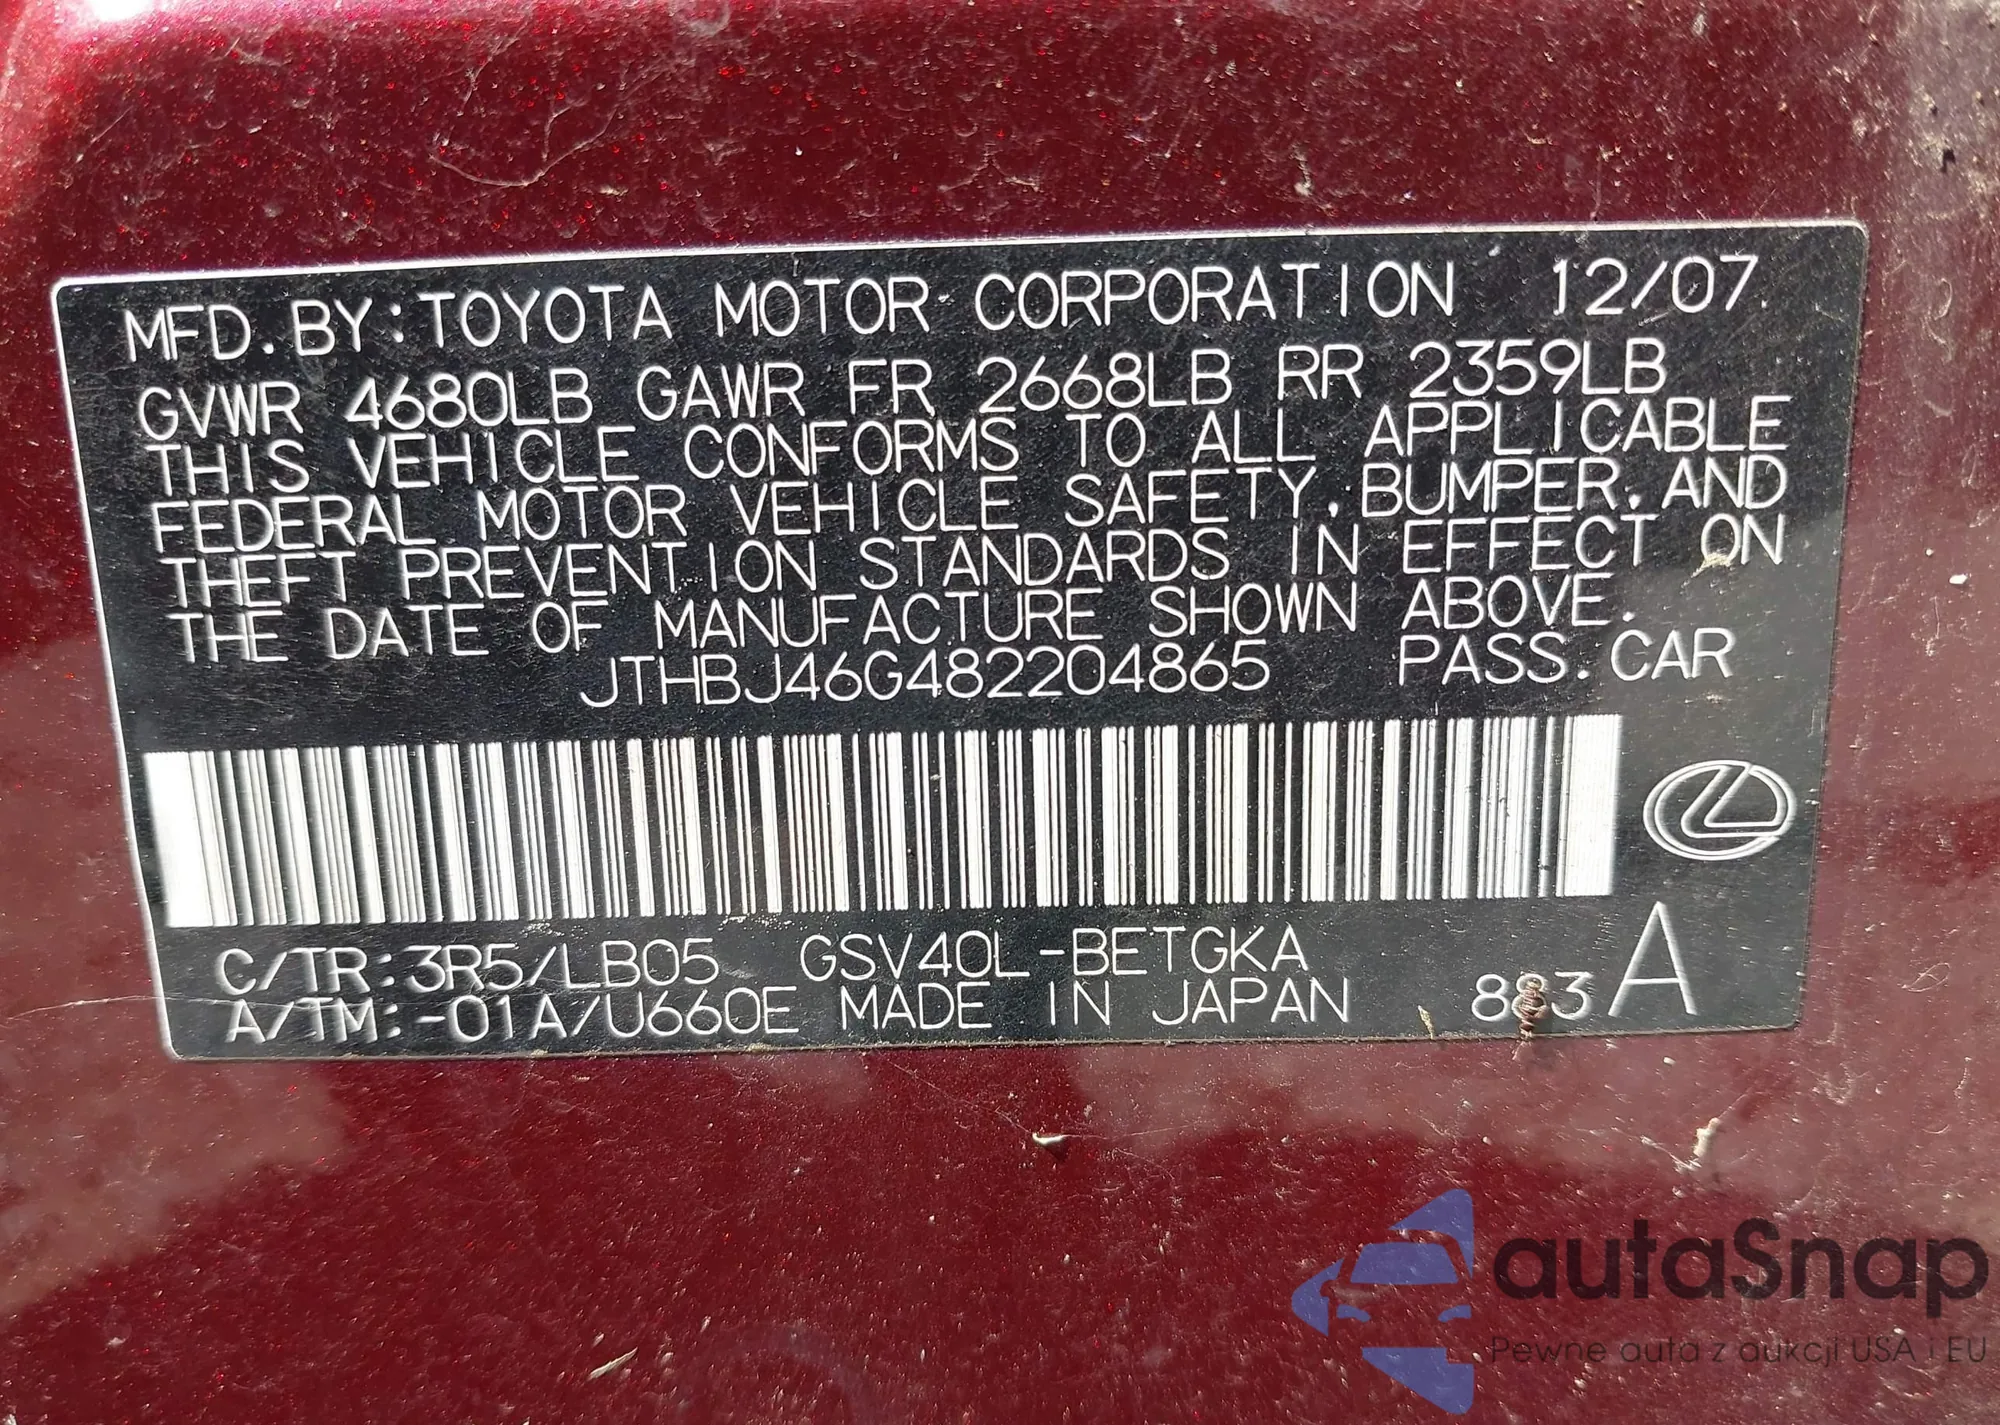 MFD. BY: TOYOTA MOTOR CORPORATION 12/07
GVWR 4680LB GAWR FR 2668LB RR 2359LB
THIS VEHICLE CONFORMS TO ALL APPLICABLE
FEDERAL MOTOR VEHICLE SAFETY, BUMPER, AND
THEFT PREVENTION STANDARDS IN EFFECT ON
THE DATE OF MANUFACTURE SHOWN ABOVE.
JTHBJ46G482204865 PASS. CAR
C/TR: 3R5/LB05 GSV40L-BETGKA
A/TM: -01A/U660E MADE IN JAPAN 883 A
autaSnap
Pewne auta z aukcji USA i EU